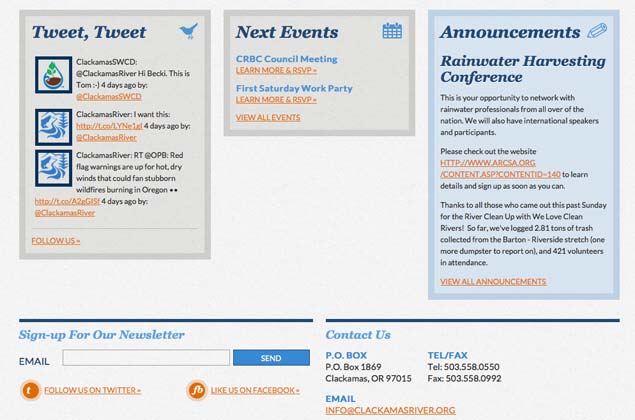 Tweet, Tweet
ClackamasSWCD:
@ClackamasRiver Hi Becki. This is
Tom :-) 4 days ago by:
@ClackamasSWCD
ClackamasRiver: I want this:
http://t.co/LYNe1aI 4 days ago by:
@ClackamasRiver
ClackamasRiver: RT @OPB: Red
flag warnings are up for hot, dry
winds that could fan stubborn
wildfires burning in Oregon ••
http://t.co/A2gGISf 4 days ago by:
@ClackamasRiver
FOLLOW US »
Next Events
CRBC Council Meeting
LEARN MORE & RSVP »
First Saturday Work Party
LEARN MORE & RSVP »
VIEW ALL EVENTS
Announcements
Rainwater Harvesting
Conference
This is your opportunity to network with
rainwater professionals from all over of the
nation. We will also have international speakers
and participants.
Please check out the website
HTTP://WWW.ARCSA.ORG
/CONTENT.ASP?CONTENTID=140 to learn
details and sign up as soon as you can.
Thanks to all those who came out this past Sunday
for the River Clean Up with We Love Clean
Rivers! So far, we've logged 2.81 tons of trash
collected from the Barton - Riverside stretch (one
more dumpster to report on), and 421 volunteers
in attendance.
VIEW ALL ANNOUNCEMENTS
Sign-up For Our Newsletter
EMAIL
SEND
t FOLLOW US ON TWITTER »
fb LIKE US ON FACEBOOK »
Contact Us
P.O. BOX
P.O. Box 1869
Clackamas, OR 97015
TEL/FAX
Tel: 503.558.0550
Fax: 503.558.0992
EMAIL
INFO@CLACKAMASRIVER.ORG